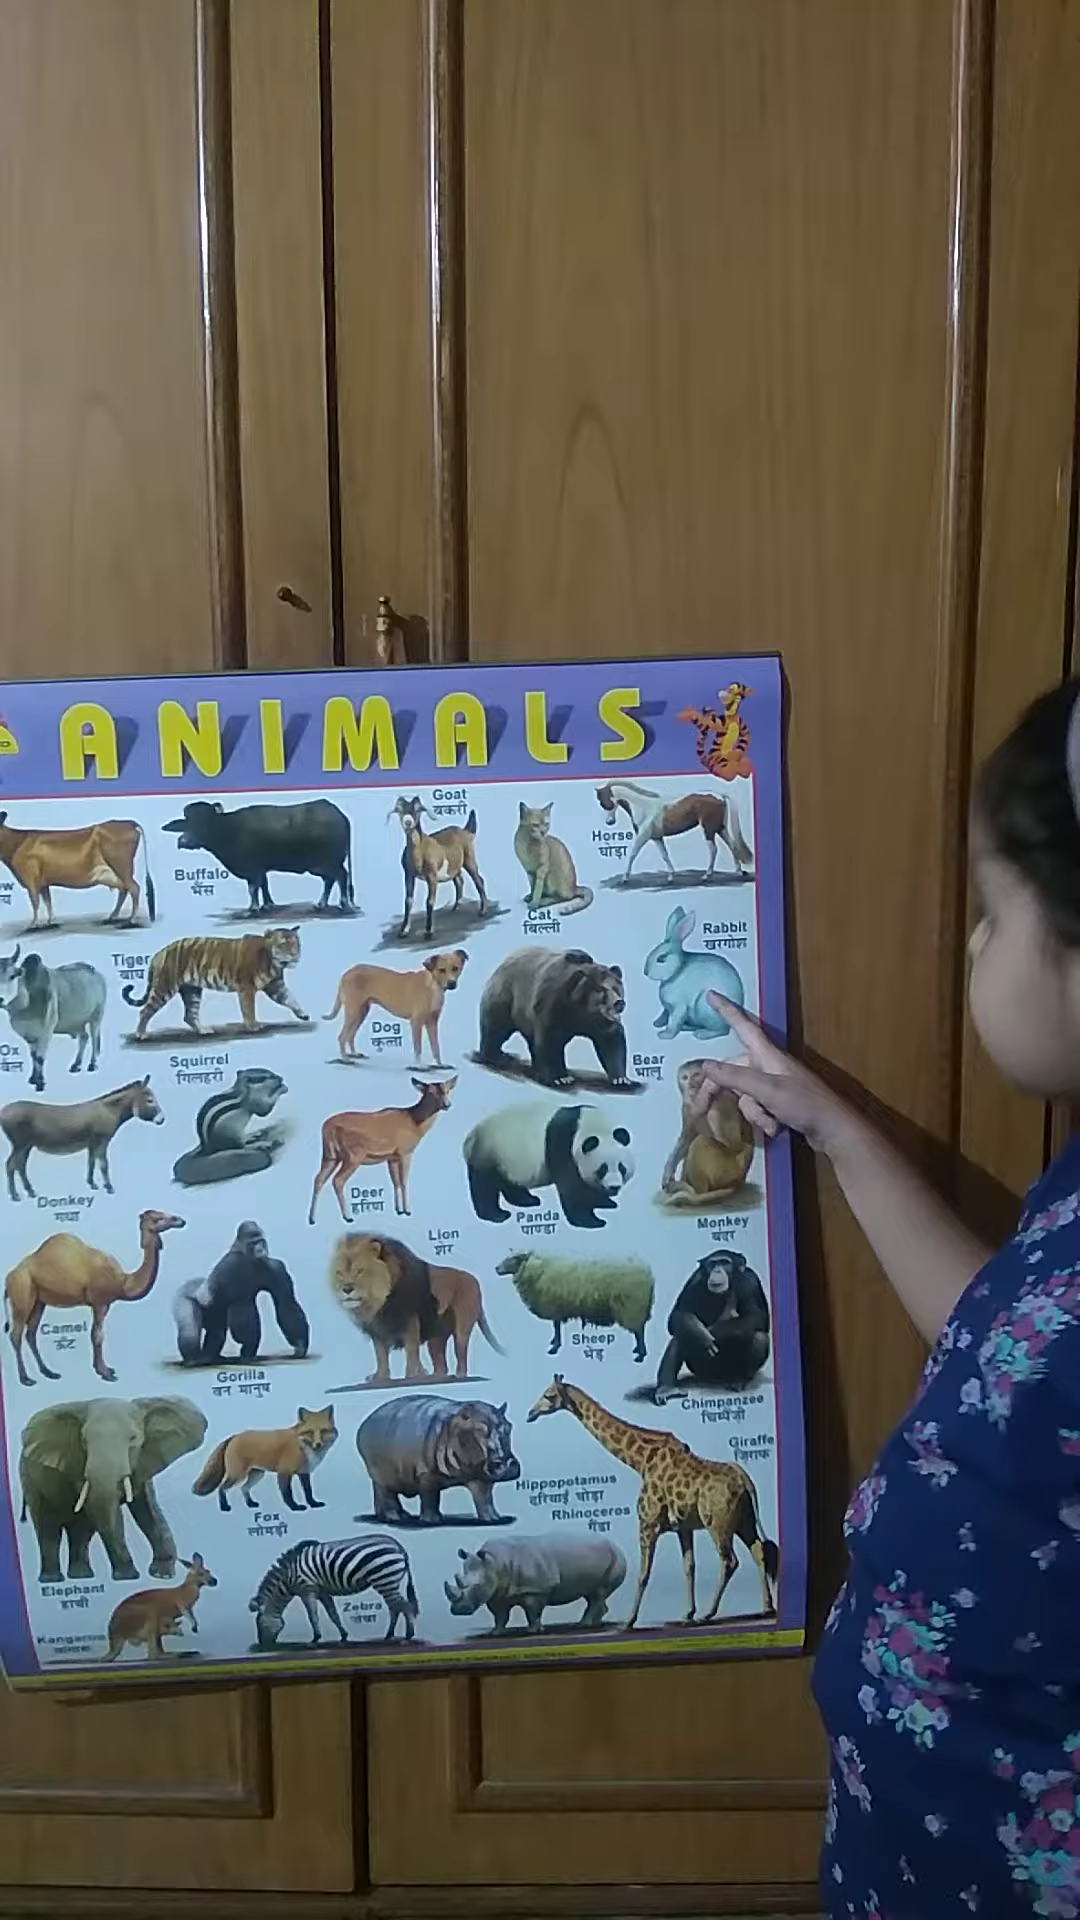 ANIMALS
Goat
बकरी
Horse
घोड़ा
Buffalo
भैंस
Cat
बिल्ली
Rabbit
खरगोश
Tiger
बाघ
Dog
कुत्ता
Ox
बैल
Squirrel
गिलहरी
Bear
भालू
Donkey
गधा
Deer
हरिण
Panda
पाण्डा
Monkey
बंदर
Lion
शेर
Camel
ऊँट
Sheep
भेड़
Gorilla
वन मानुष
Chimpanzee
चिम्पैंज़ी
Giraffe
जिराफ
Hippopotamus
दरियाई घोड़ा
Rhinoceros
गैंडा
Fox
लोमड़ी
Elephant
हाथी
Zebra
जेब्रा
Kangaroo